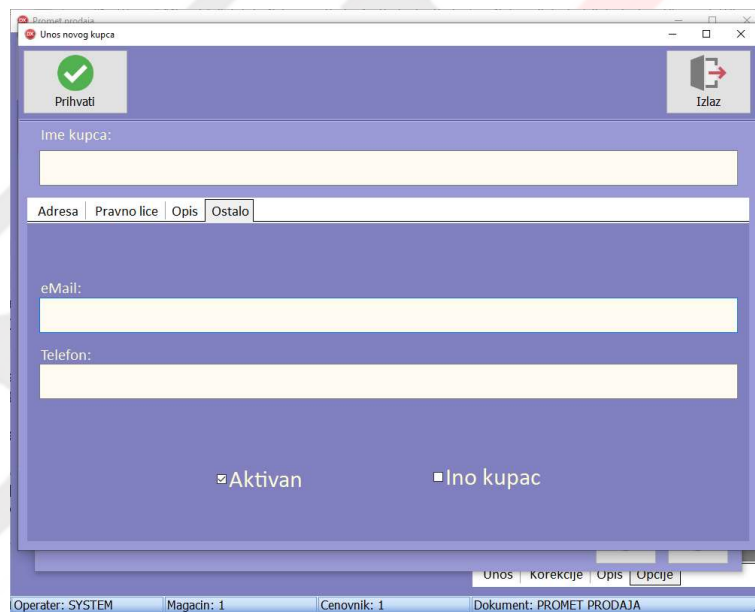 Promet prodaja
Unos novog kupca
Prihvati
Izlaz
Ime kupca:
Adresa Pravno lice Opis Ostalo
eMail:
Telefon:
Aktivan Ino kupac
Unos Korekcije Opis Opcije
Operater: SYSTEM Magacin: 1 Cenovnik: 1 Dokument: PROMET PRODAJA